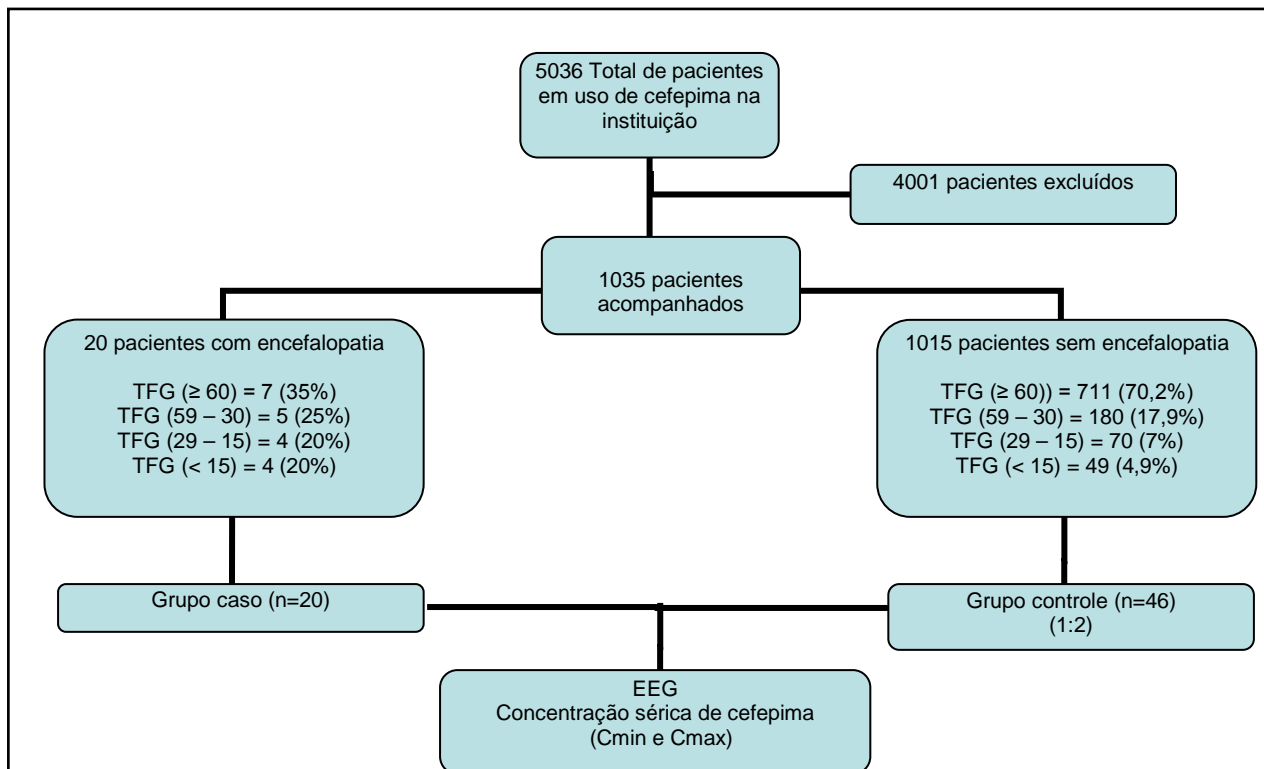 5036 Total de pacientes
em uso de cefepima na
instituição
4001 pacientes excluídos
1035 pacientes
acompanhados
20 pacientes com encefalopatia
TFG (≥ 60) = 7 (35%)
TFG (59 – 30) = 5 (25%)
TFG (29 – 15) = 4 (20%)
TFG (< 15) = 4 (20%)
1015 pacientes sem encefalopatia
TFG (≥ 60)) = 711 (70,2%)
TFG (59 – 30) = 180 (17,9%)
TFG (29 – 15) = 70 (7%)
TFG (< 15) = 49 (4,9%)
Grupo caso (n=20)
Grupo controle (n=46)
(1:2)
EEG
Concentração sérica de cefepima
(Cmin e Cmax)